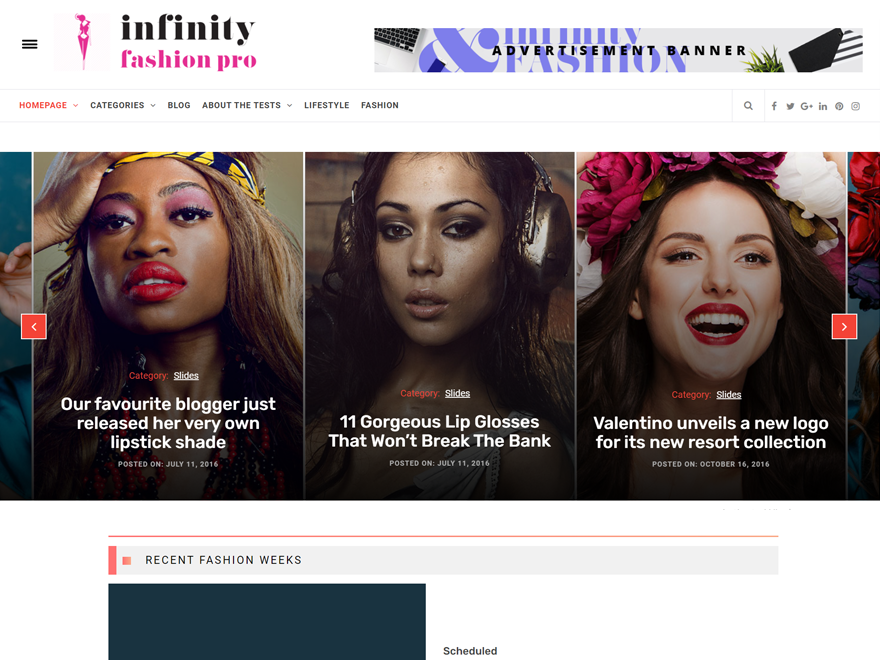 infinity
fashion pro
infinity
&
FASHION
ADVERTISEMENT BANNER
HOMEPAGE
CATEGORIES
BLOG
ABOUT THE TESTS
LIFESTYLE
FASHION
Category: Slides
Our favourite blogger just
released her very own
lipstick shade
POSTED ON: JULY 11, 2016
Category: Slides
11 Gorgeous Lip Glosses
That Won’t Break The Bank
POSTED ON: JULY 11, 2016
Category: Slides
Valentino unveils a new logo
for its new resort collection
POSTED ON: OCTOBER 16, 2016
RECENT FASHION WEEKS
Scheduled